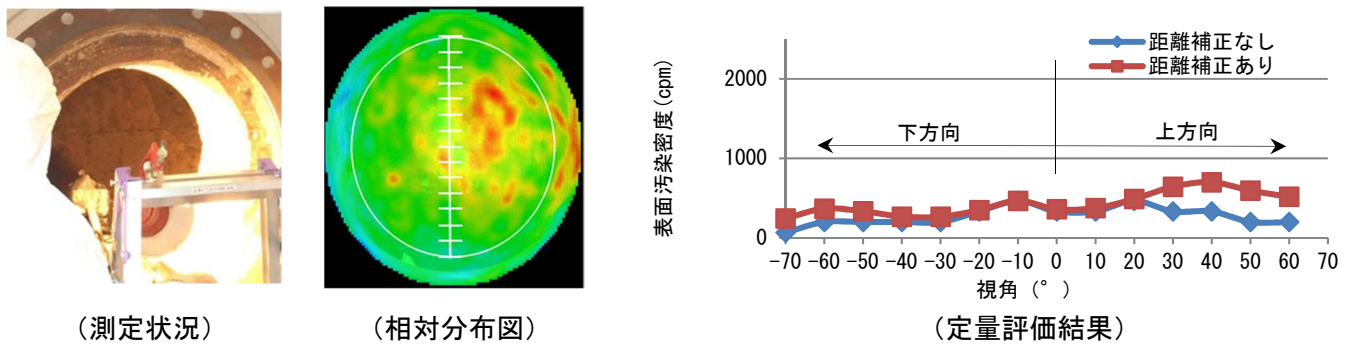 距離補正なし
距離補正あり
表面汚染密度(cpm)
2000
1000
0
下方向
上方向
-70 -60 -50 -40 -30 -20 -10 0 10 20 30 40 50 60 70
視角（°）
（測定状況）
（相対分布図）
（定量評価結果）